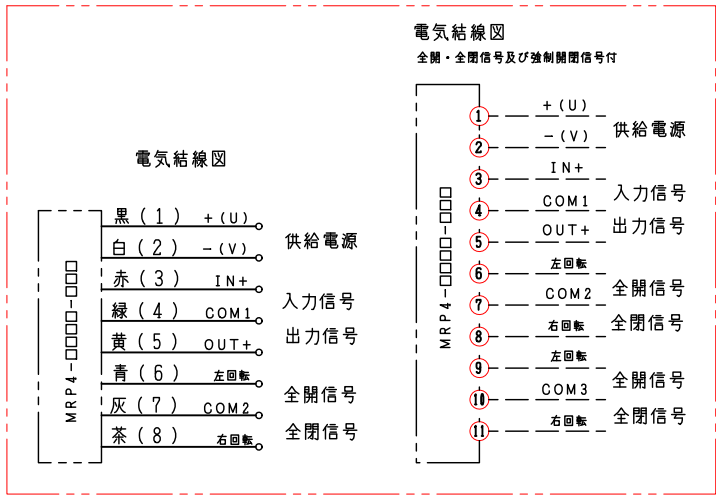 電気結線図
黒(1) +(U)
白(2) -(V)
供給電源
赤(3) IN+
緑(4) COM1
入力信号
黄(5) OUT+
出力信号
青(6) 左回転
灰(7) COM2
全開信号
茶(8) 右回転
全閉信号
MRP4-□□□□-□□□
電気結線図
全開・全閉信号及び強制開閉信号付
1 +(U)
2 -(V)
供給電源
3 IN+
4 COM1
入力信号
5 OUT+
出力信号
6 左回転
7 COM2
全開信号
8 右回転
全閉信号
9 左回転
10 COM3
全開信号
11 右回転
全閉信号
MRP4-□□□□-□□□